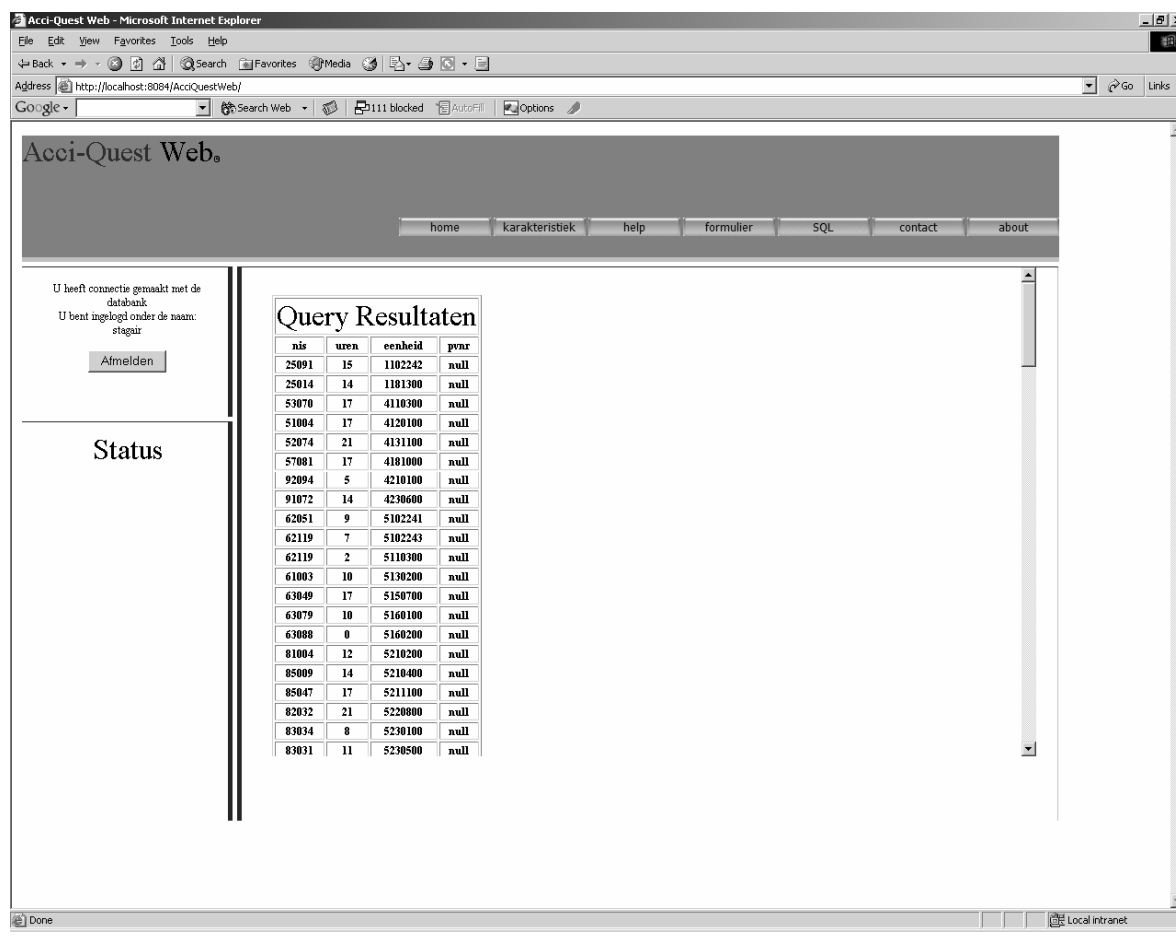 Acci-Quest Web - Microsoft Internet Explorer
File Edit View Favorites Tools Help
Back Search Favorites Media
Address http://localhost:8084/AcciQuestWeb/ Go Links
Google Search Web 111 blocked AutoFill Options
Acci-Quest Web®
home karakteristiek help formulier SQL contact about
U heeft connectie gemaakt met de
databank
U bent ingelogd onder de naam:
stagair
Afmelden
Status
Query Resultaten
nis uren eenheid pvnr
25091 15 1102242 null
25014 14 1181300 null
53070 17 4110300 null
51004 17 4120100 null
52074 21 4131100 null
57081 17 4181000 null
92094 5 4210100 null
91072 14 4230600 null
62051 9 5102241 null
62119 7 5102243 null
62119 2 5110300 null
61003 10 5130200 null
63049 17 5150700 null
63079 10 5160100 null
63088 0 5160200 null
81004 12 5210200 null
85009 14 5210400 null
85047 17 5211100 null
82032 21 5220800 null
83034 8 5230100 null
83031 11 5230500 null
Done Local intranet